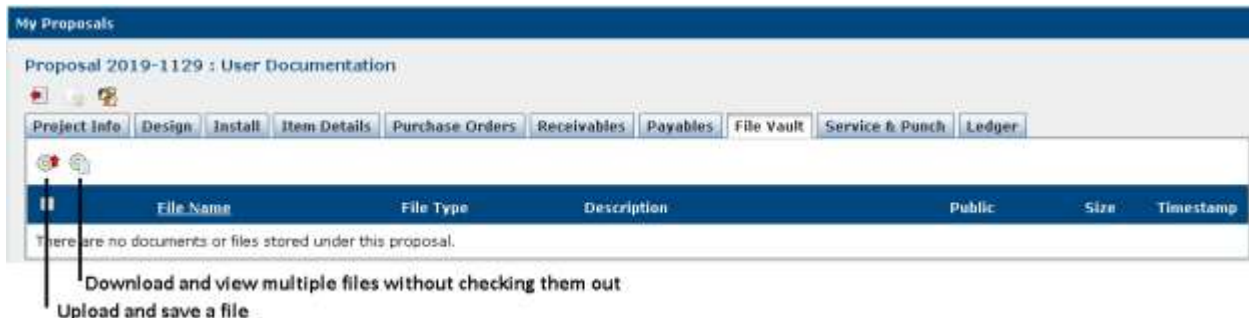 My Proposals
Proposal 2019-1129 : User Documentation
Project Info Design Install Item Details Purchase Orders Receivables Payables File Vault Service & Punch Ledger
File Name File Type Description Public Size Timestamp
There are no documents or files stored under this proposal.
Download and view multiple files without checking them out
Upload and save a file